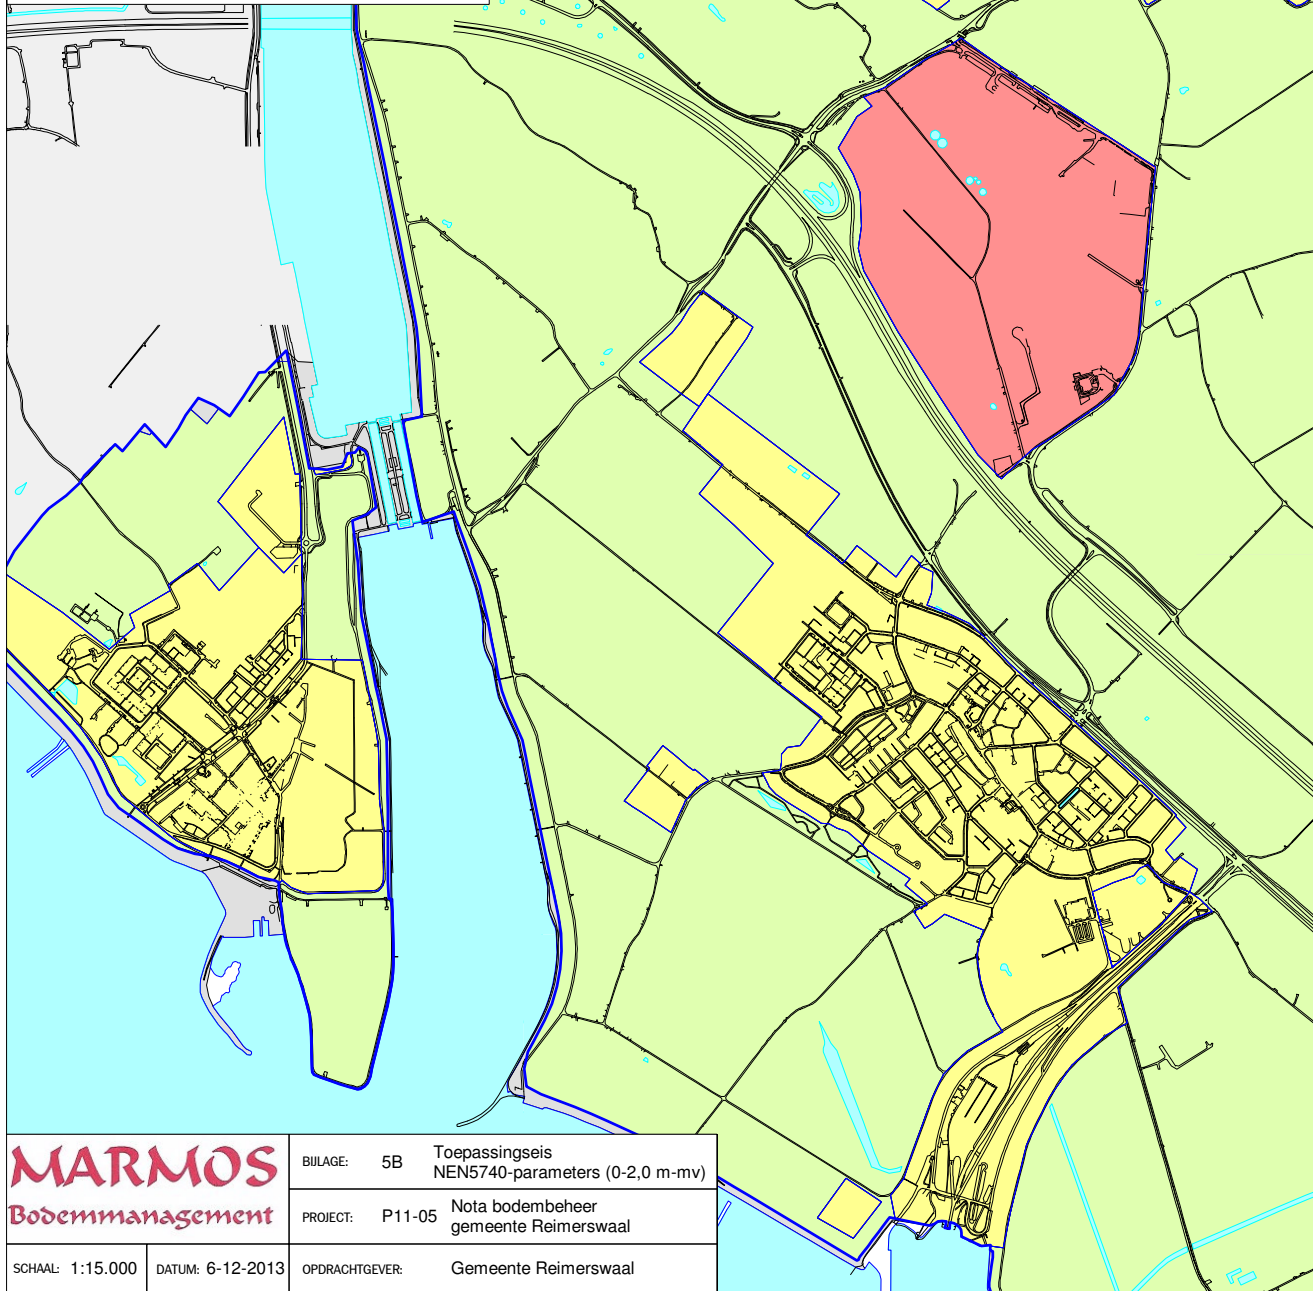 MARMOS
Bodemmanagement
BIJLAGE: 5B Toepassingseis
NEN5740-parameters (0-2,0 m-mv)
PROJECT: P11-05 Nota bodembeheer
gemeente Reimerswaal
SCHAAL: 1:15.000 DATUM: 6-12-2013 OPDRACHTGEVER: Gemeente Reimerswaal